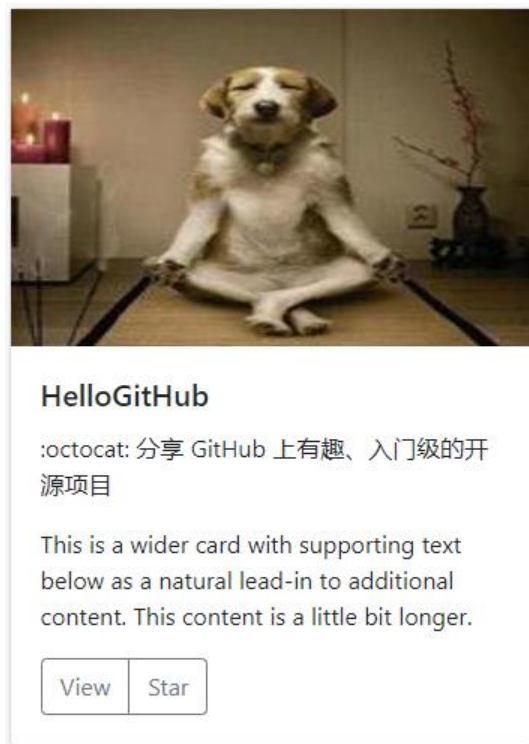 HelloGitHub
:octocat: 分享 GitHub 上有趣、入门级的开
源项目
This is a wider card with supporting text
below as a natural lead-in to additional
content. This content is a little bit longer.
View Star